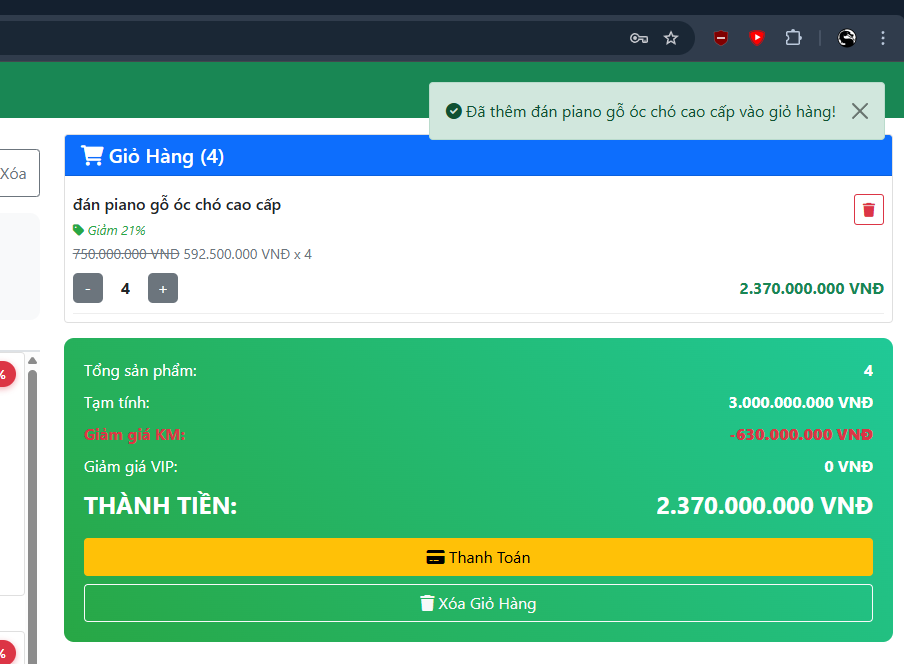 Đã thêm đán piano gỗ óc chó cao cấp vào giỏ hàng!
Xóa
Giỏ Hàng (4)
đán piano gỗ óc chó cao cấp
Giảm 21%
750.000.000 VNĐ 592.500.000 VNĐ x 4
- 4 + 2.370.000.000 VNĐ
%
Tổng sản phẩm: 4
Tạm tính: 3.000.000.000 VNĐ
Giảm giá KM: -630.000.000 VNĐ
Giảm giá VIP: 0 VNĐ
THÀNH TIỀN: 2.370.000.000 VNĐ
Thanh Toán
Xóa Giỏ Hàng
%